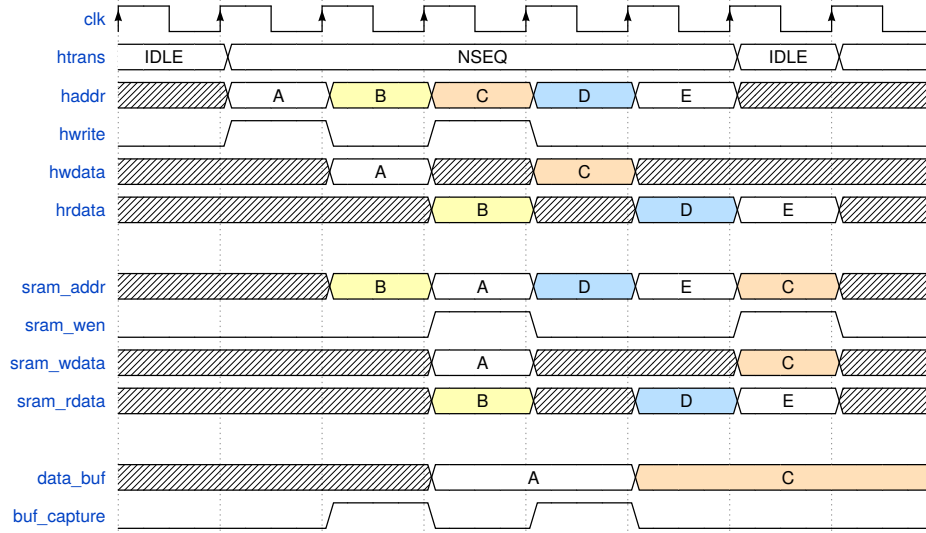 clk
htrans IDLE NSEQ IDLE
haddr A B C D E
hwrite
hwdata A C
hrdata B D E
sram_addr B A D E C
sram_wen
sram_wdata A C
sram_rdata B D E
data_buf A C
buf_capture